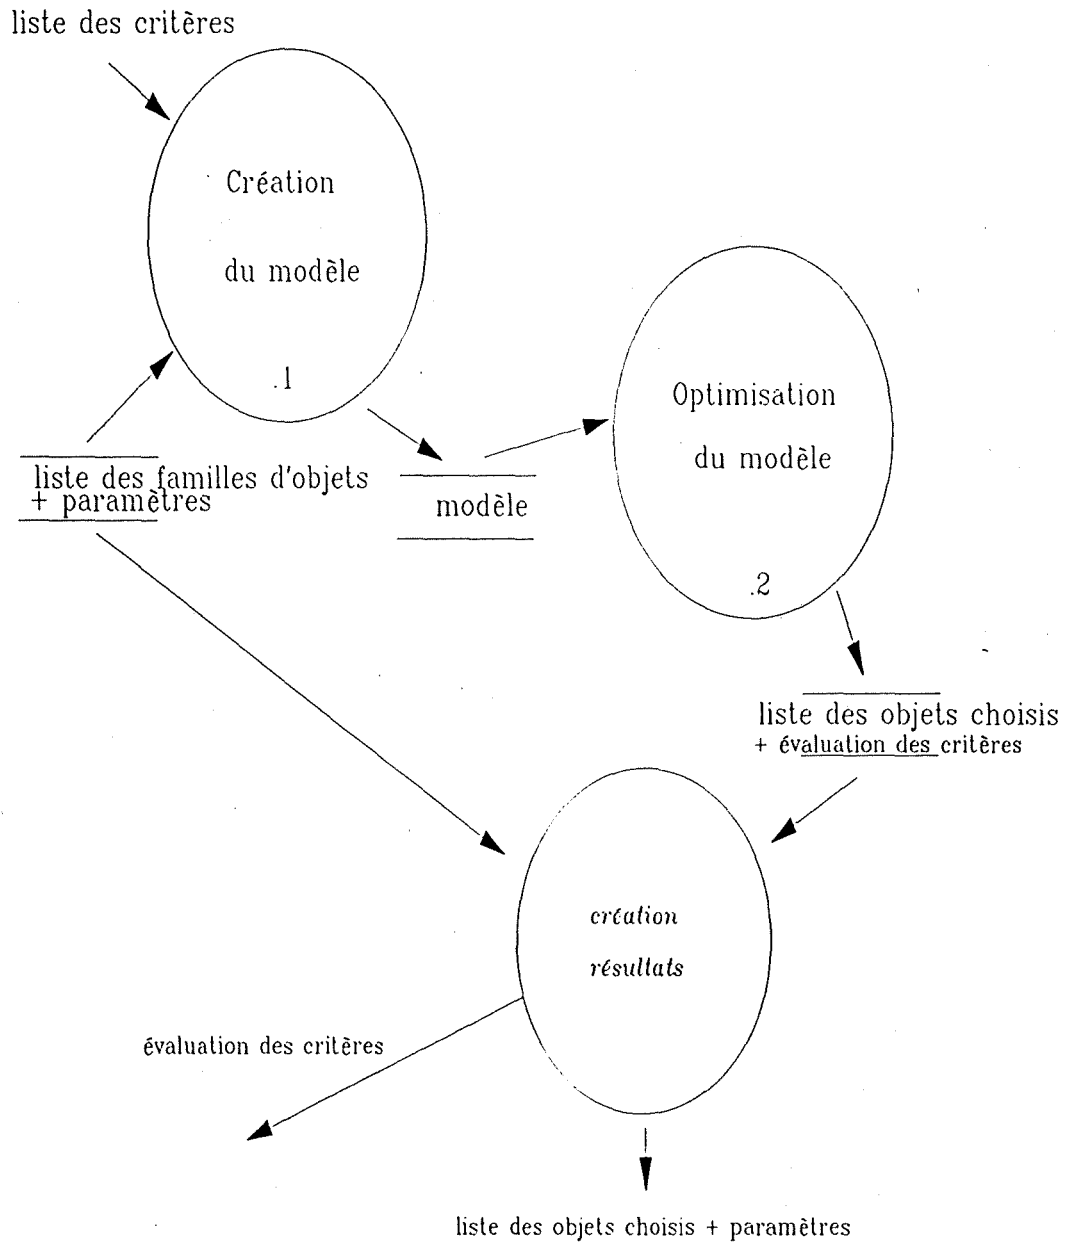 liste des critères
Création
du modèle
.1
Optimisation
du modèle
.2
liste des familles d'objets
+ paramètres
modèle
liste des objets choisis
+ évaluation des critères
création
résultats
évaluation des critères
liste des objets choisis + paramètres